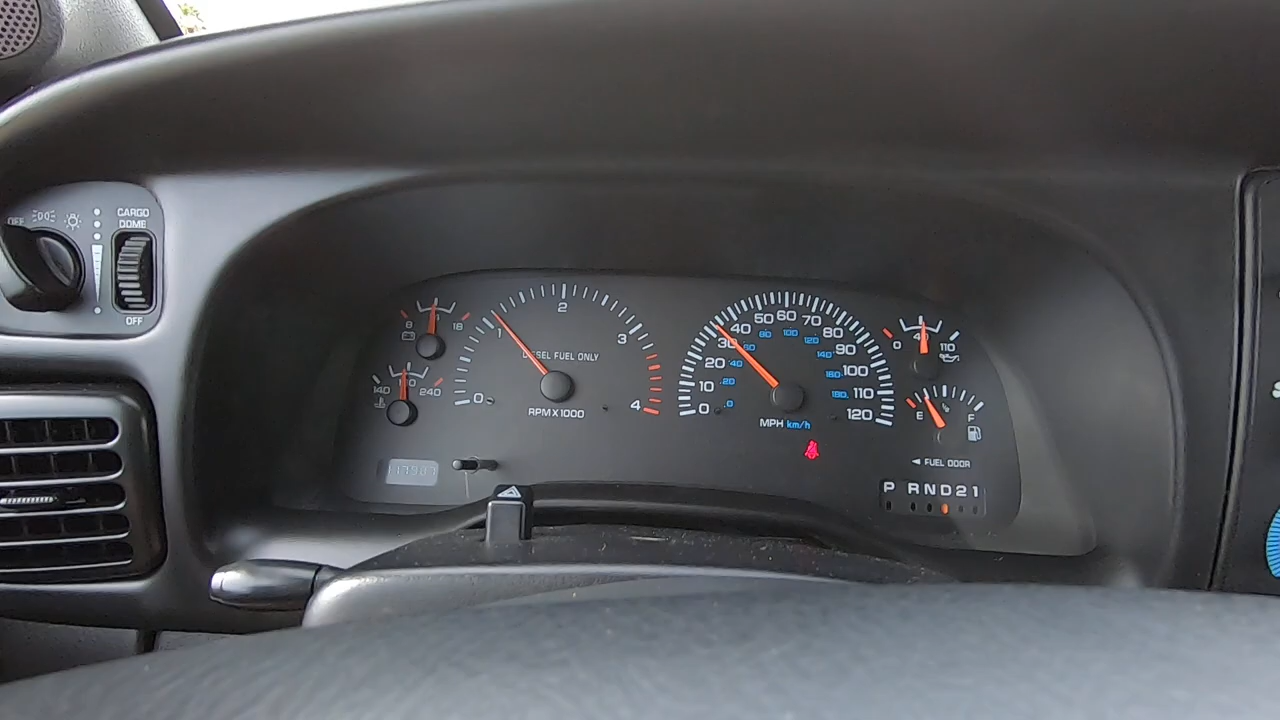 OFF
CARGO
DOME
OFF
8 18
140 240
0 1 2 3 4
DIESEL FUEL ONLY
RPM X 1000
0 10 20 30 40 50 60 70 80 90 100 110 120
0 20 40 60 80 100 120 140 160 180
MPH km/h
0 40 110
E F
◄ FUEL DOOR
P RND21